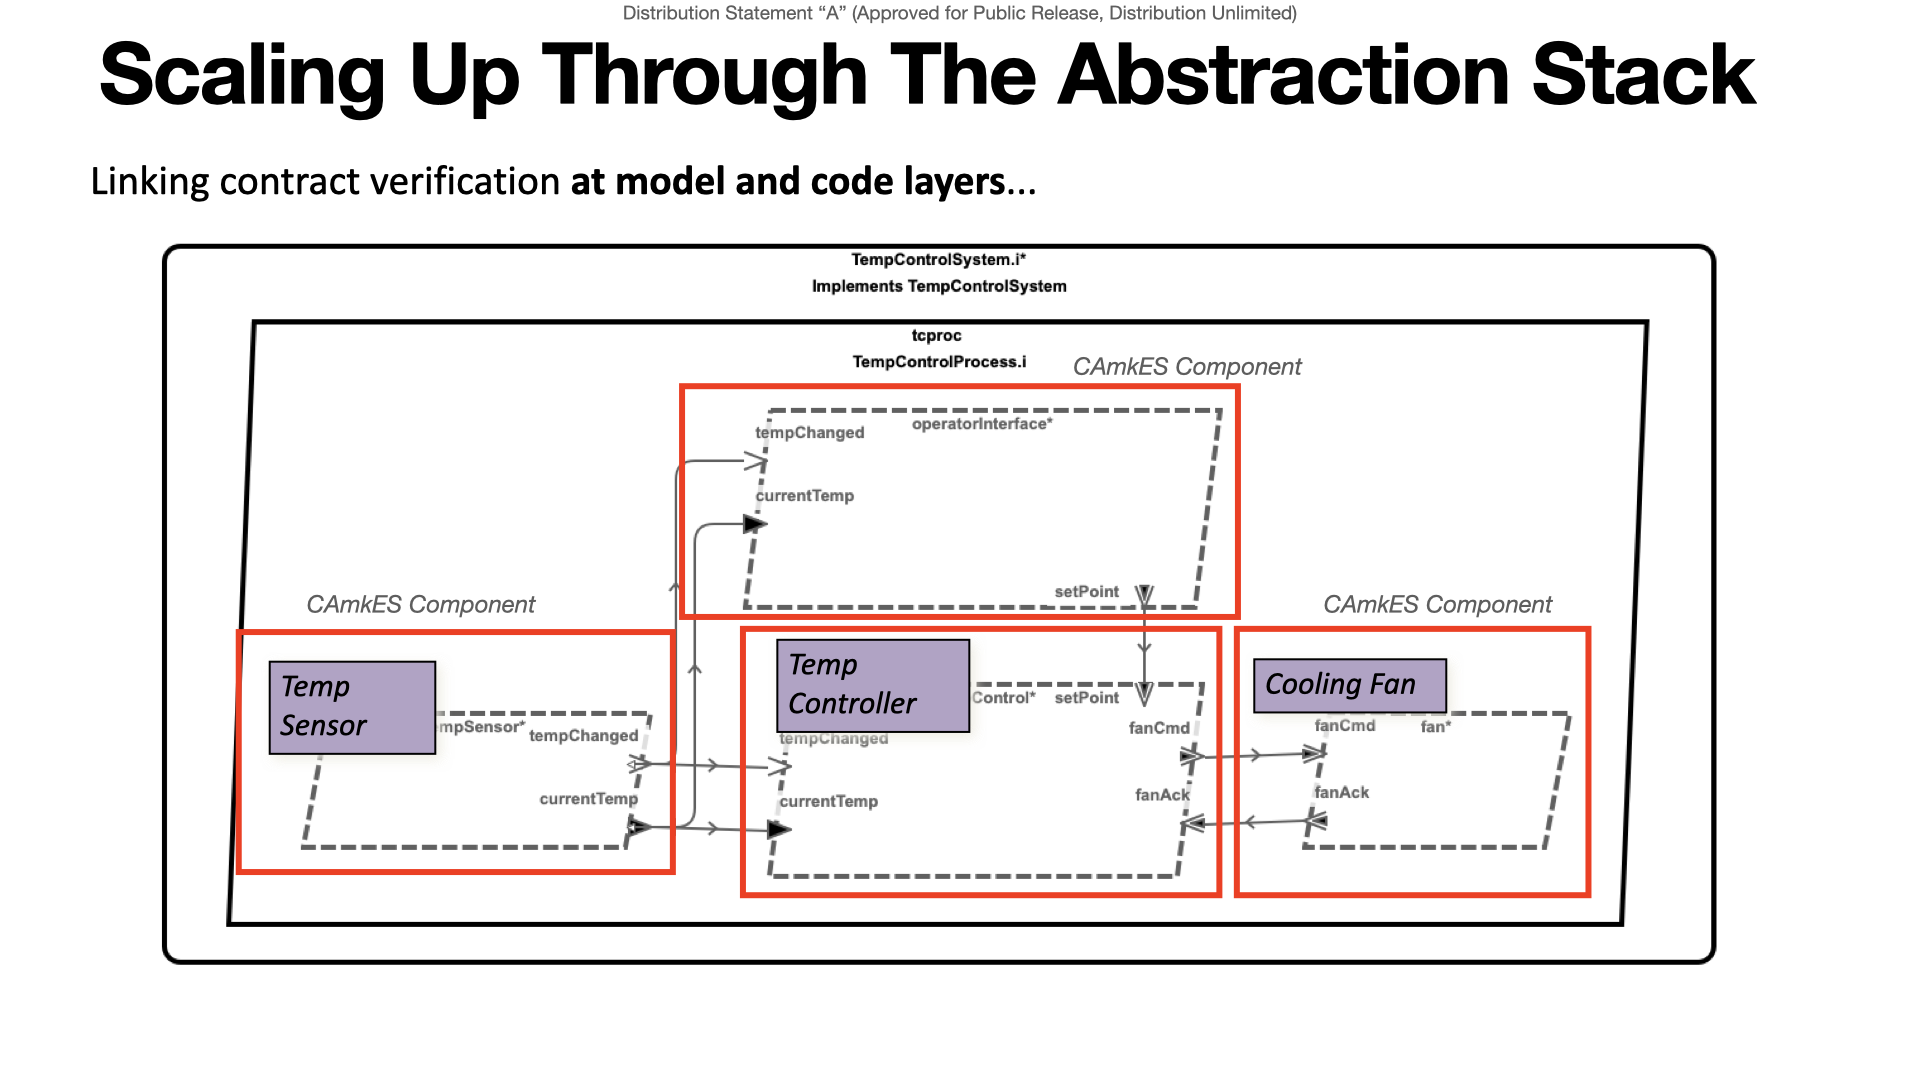 Distribution Statement “A” (Approved for Public Release, Distribution Unlimited)
Scaling Up Through The Abstraction Stack
Linking contract verification at model and code layers...
TempControlSystem.i*
Implements TempControlSystem
tcproc
TempControlProcess.i
CAmkES Component
operatorInterface*
tempChanged
currentTemp
setPoint
CAmkES Component
Temp
Sensor
mpSensor*
tempChanged
currentTemp
Temp
Controller
Control*
setPoint
tempChanged
currentTemp
fanCmd
fanAck
CAmkES Component
Cooling Fan
fanCmd
fan*
fanAck